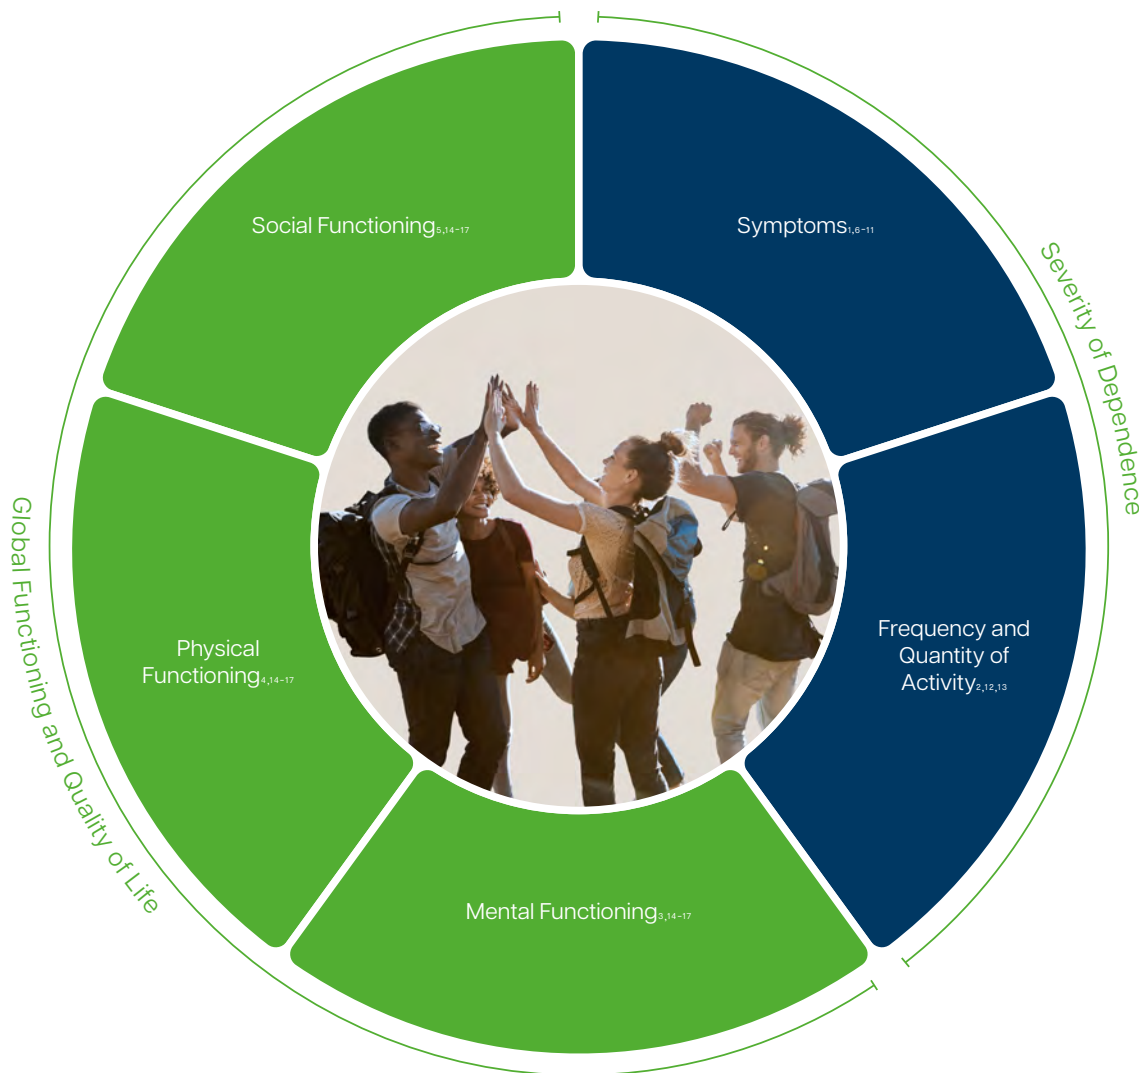 Social Functioning5,14-17
Symptoms1,6-11
Severity of Dependence
Frequency and
Quantity of
Activity2,12,13
Mental Functioning3,14-17
Physical
Functioning4,14-17
Global Functioning and Quality of Life